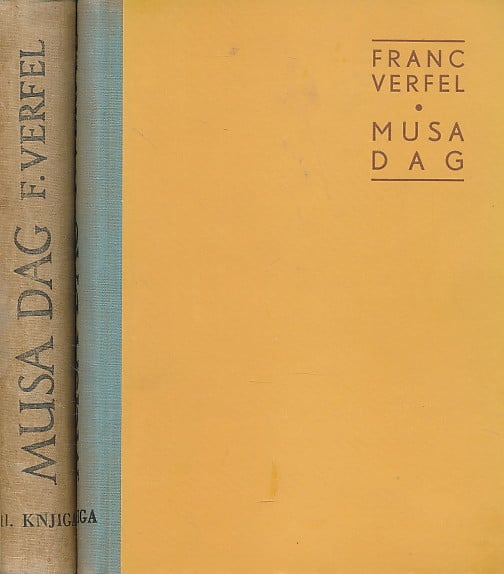 MUSA DAG F. VERFEL
II. KNJIGA
FRANC
VERFEL
MUSA
DAG